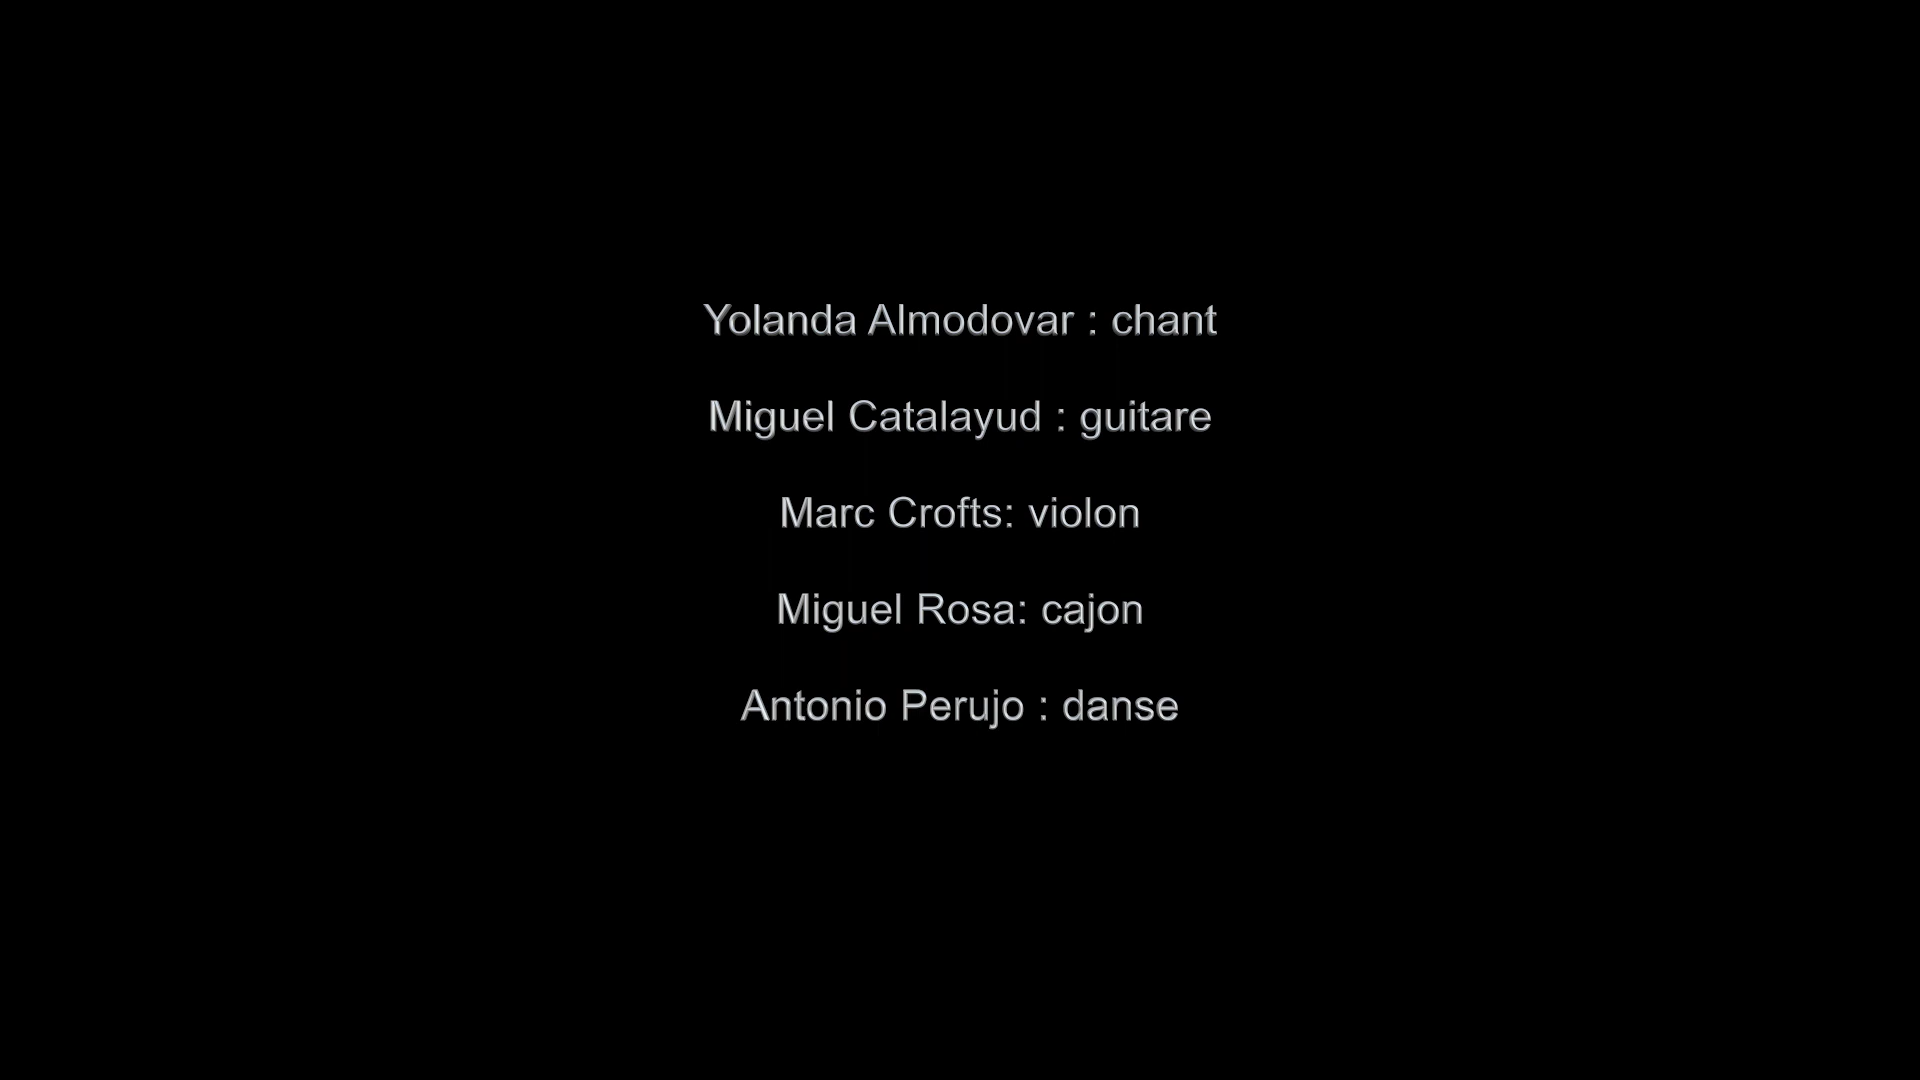 Yolanda Almodovar : chant
Miguel Catalayud : guitare
Marc Crofts: violon
Miguel Rosa: cajon
Antonio Perujo : danse